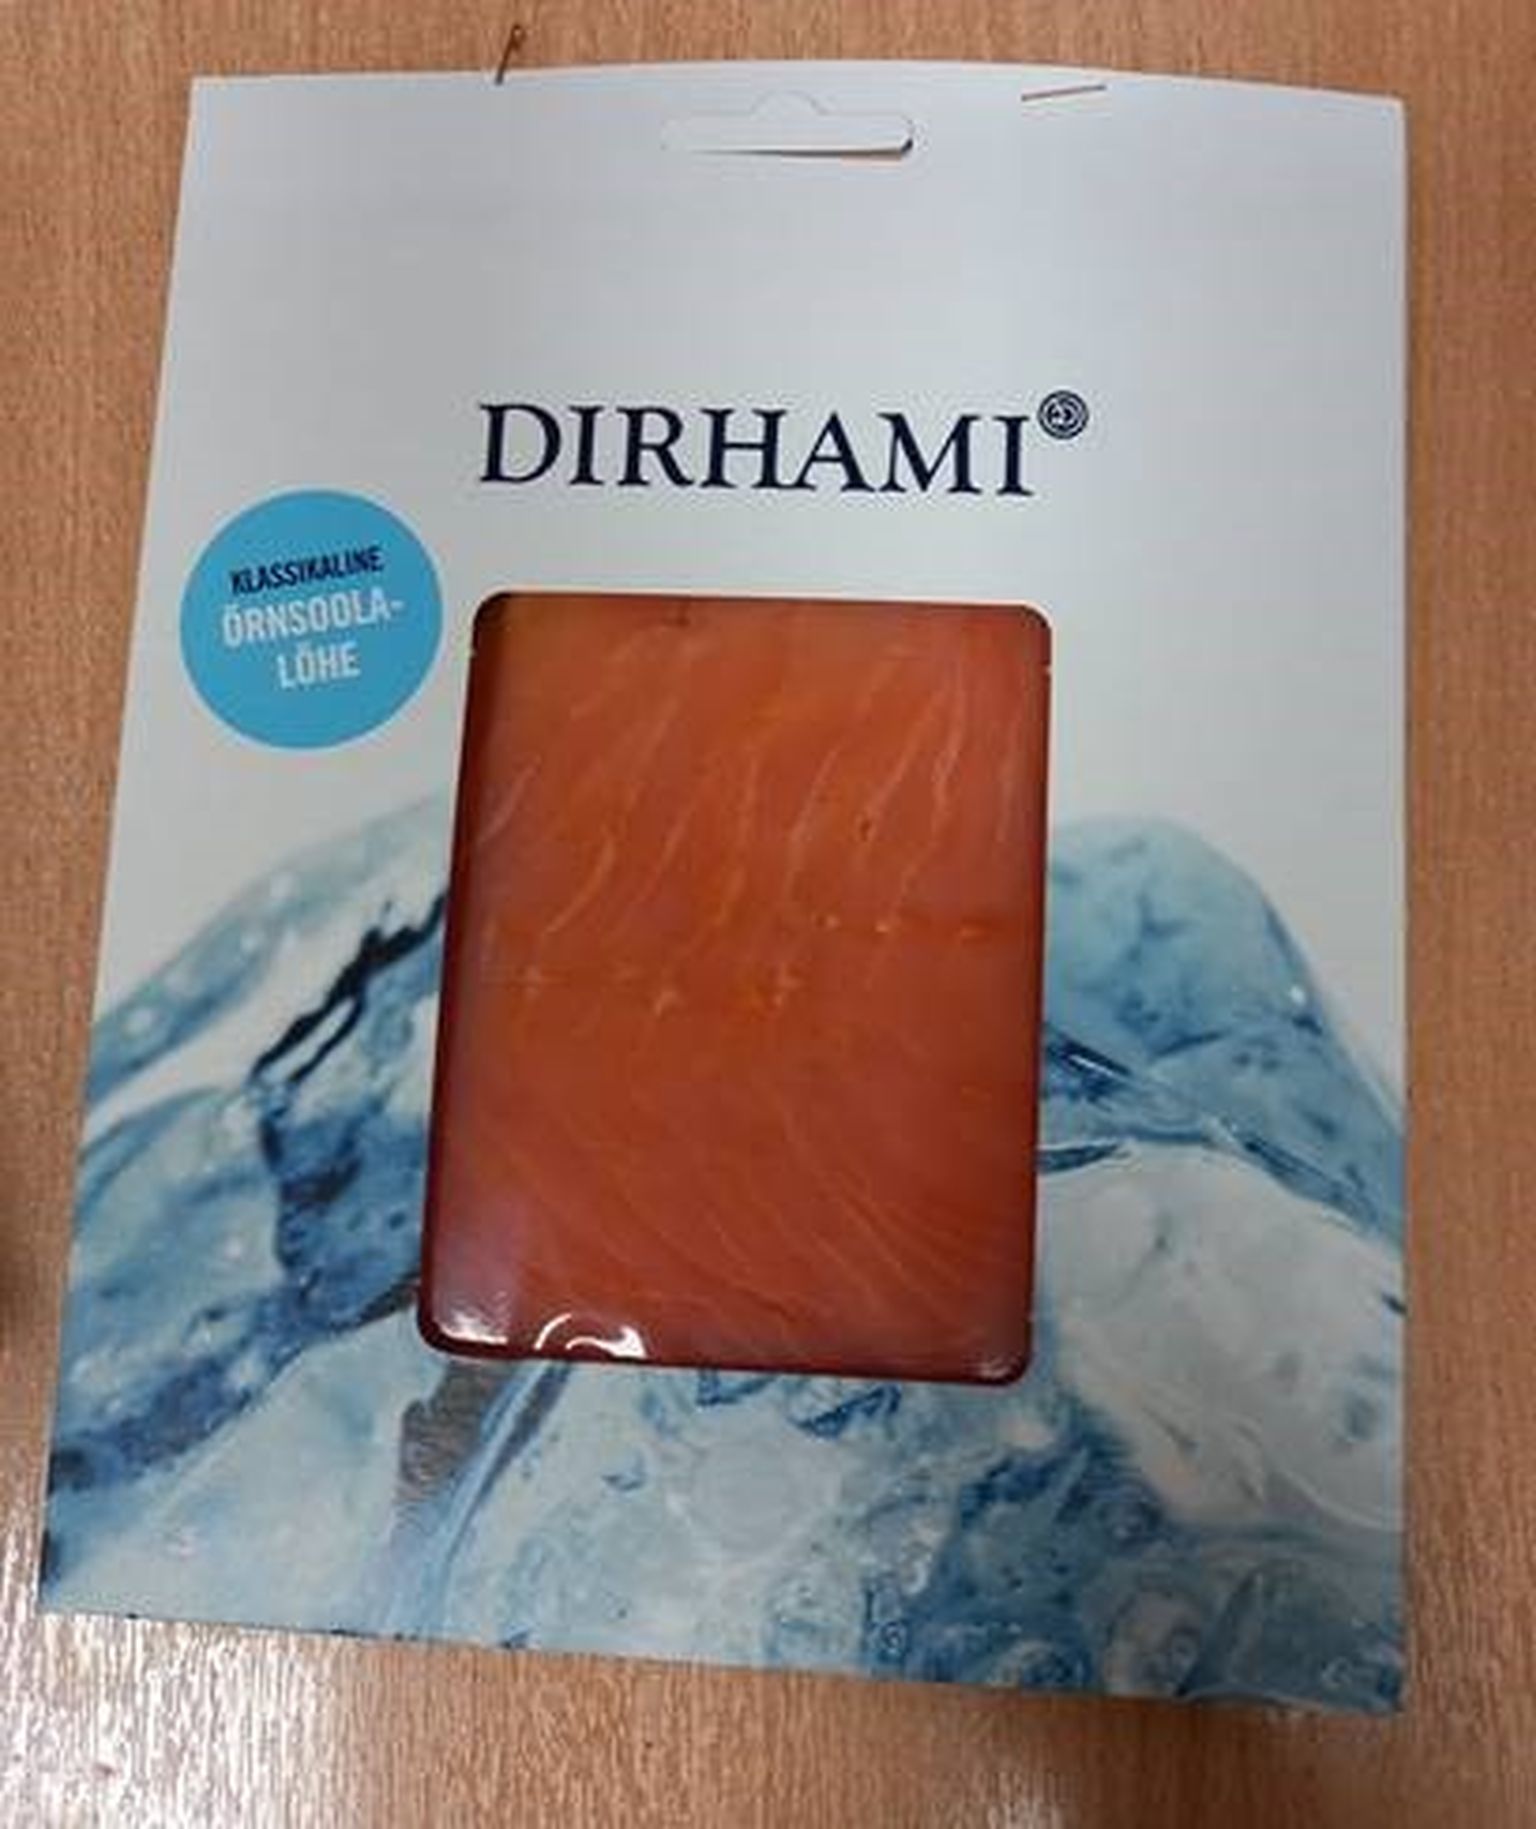 DIRHAMI
KLASSIKALINE
ÕRNSOOLA-
LÕHE